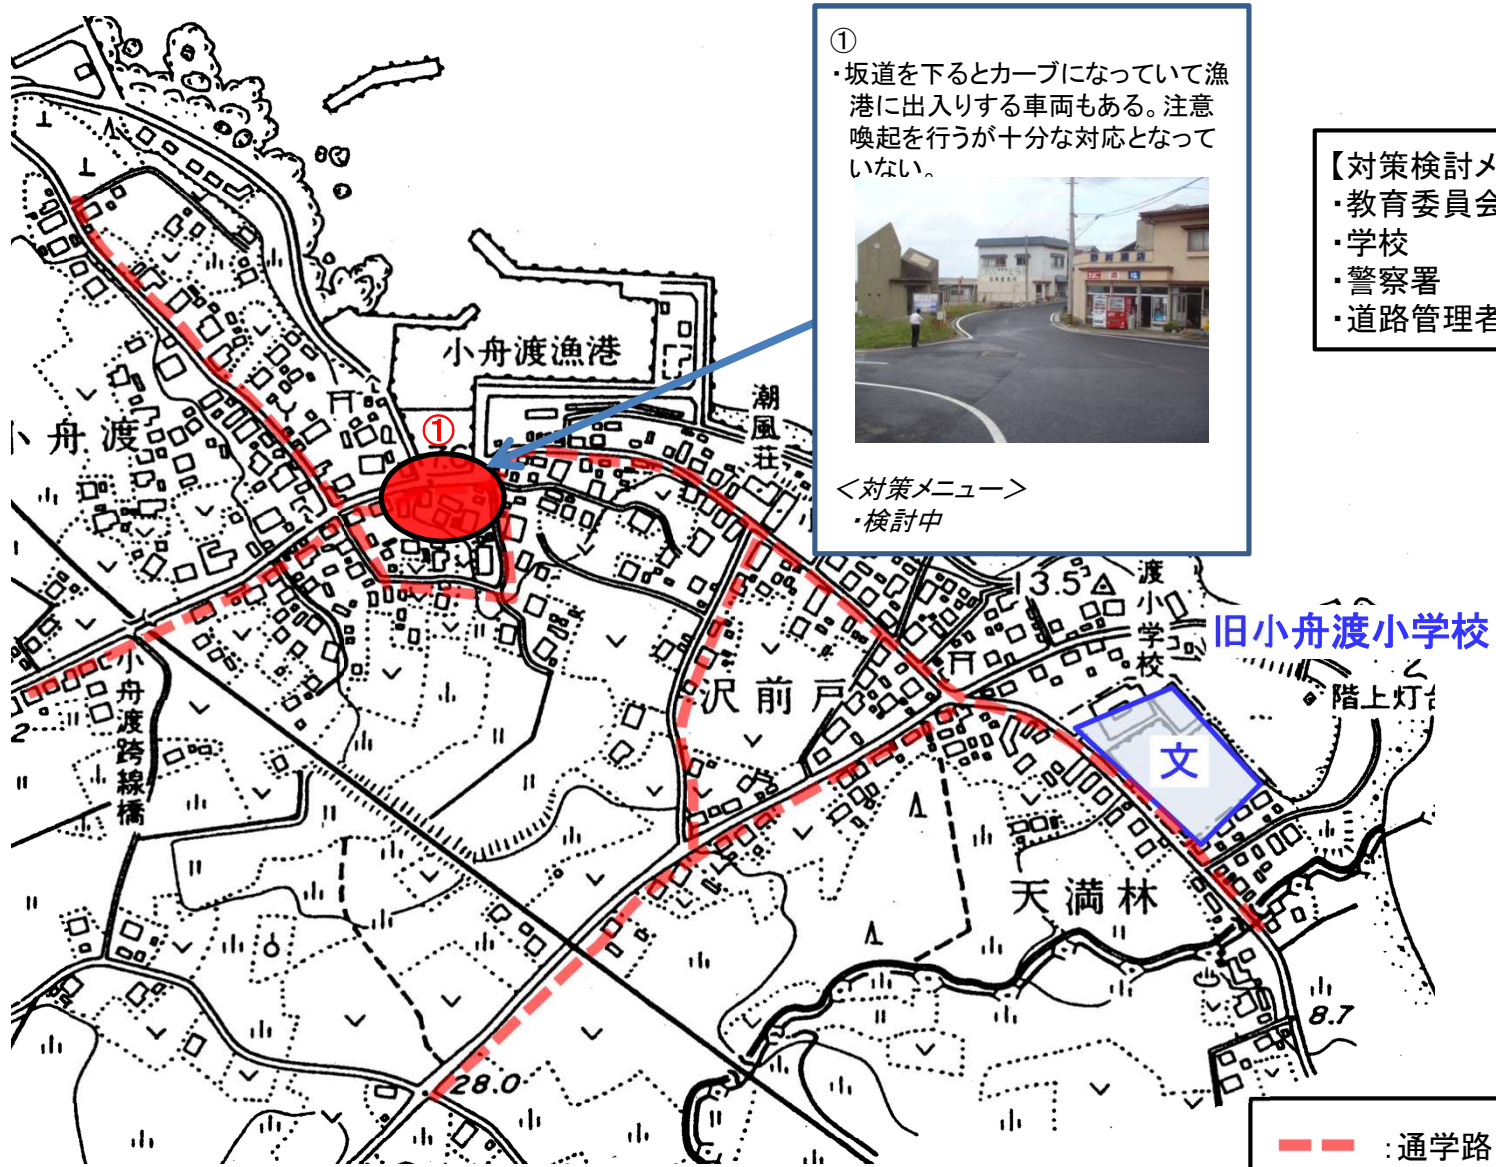 ①
・坂道を下るとカーブになっていて漁
港に出入りする車両もある。注意
喚起を行うが十分な対応となって
いない。
＜対策メニュー＞
・検討中
【対策検討メ
・教育委員会
・学校
・警察署
・道路管理者
小舟渡漁港
潮風荘
①
7.0
小舟渡
13.5
渡小学校
旧小舟渡小学校
階上灯台
沢前戸
小舟渡跨線橋
2
文
天満林
28.0
8.7
：通学路